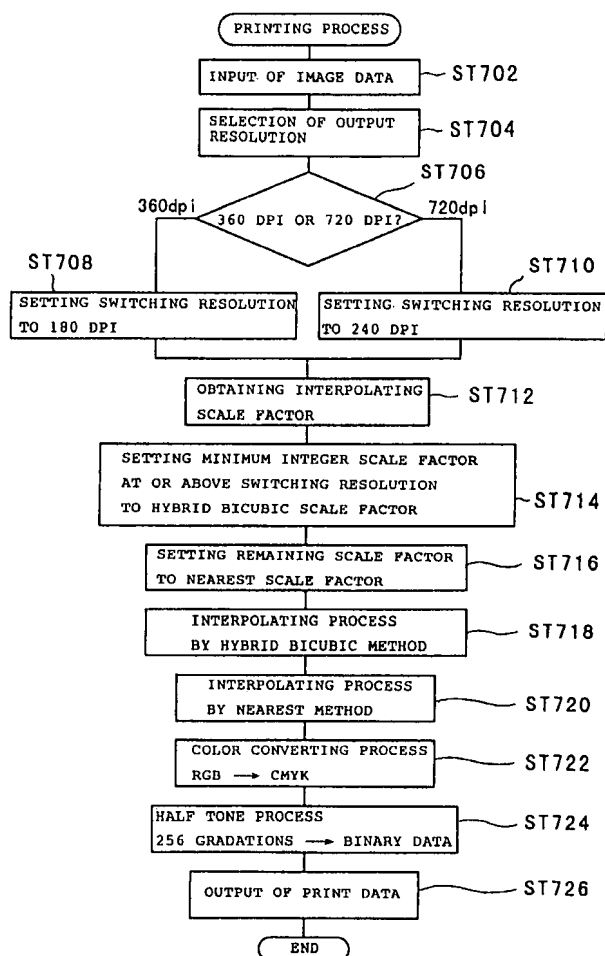 PRINTING PROCESS
INPUT OF IMAGE DATA
ST702
SELECTION OF OUTPUT
RESOLUTION
ST704
ST706
360dpi
360 DPI OR 720 DPI?
720dpi
ST708
SETTING SWITCHING RESOLUTION
TO 180 DPI
ST710
SETTING SWITCHING RESOLUTION
TO 240 DPI
OBTAINING INTERPOLATING
SCALE FACTOR
ST712
SETTING MINIMUM INTEGER SCALE FACTOR
AT OR ABOVE SWITCHING RESOLUTION
TO HYBRID BICUBIC SCALE FACTOR
ST714
SETTING REMAINING SCALE FACTOR
TO NEAREST SCALE FACTOR
ST716
INTERPOLATING PROCESS
BY HYBRID BICUBIC METHOD
ST718
INTERPOLATING PROCESS
BY NEAREST METHOD
ST720
COLOR CONVERTING PROCESS
RGB → CMYK
ST722
HALF TONE PROCESS
256 GRADATIONS → BINARY DATA
ST724
OUTPUT OF PRINT DATA
ST726
END